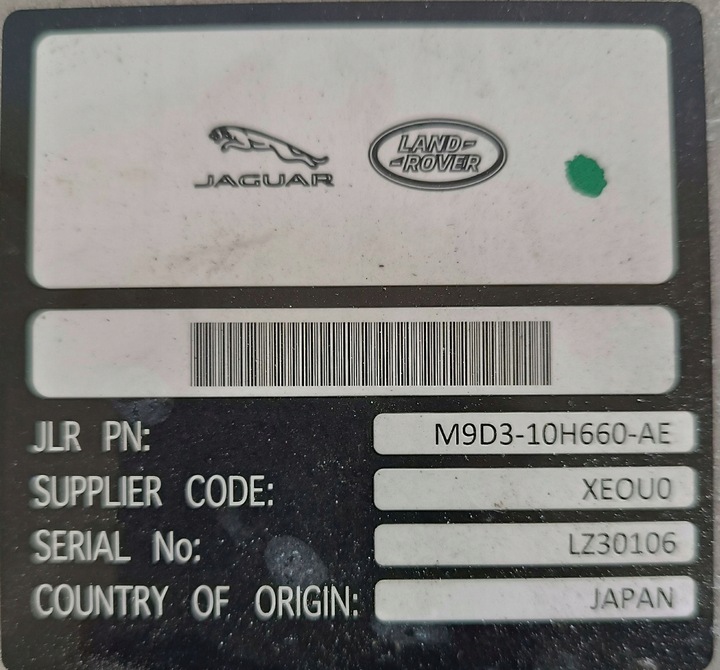 JAGUAR
LAND-
-ROVER
JLR PN: M9D3-10H660-AE
SUPPLIER CODE: XEOU0
SERIAL No: LZ30106
COUNTRY OF ORIGIN: JAPAN